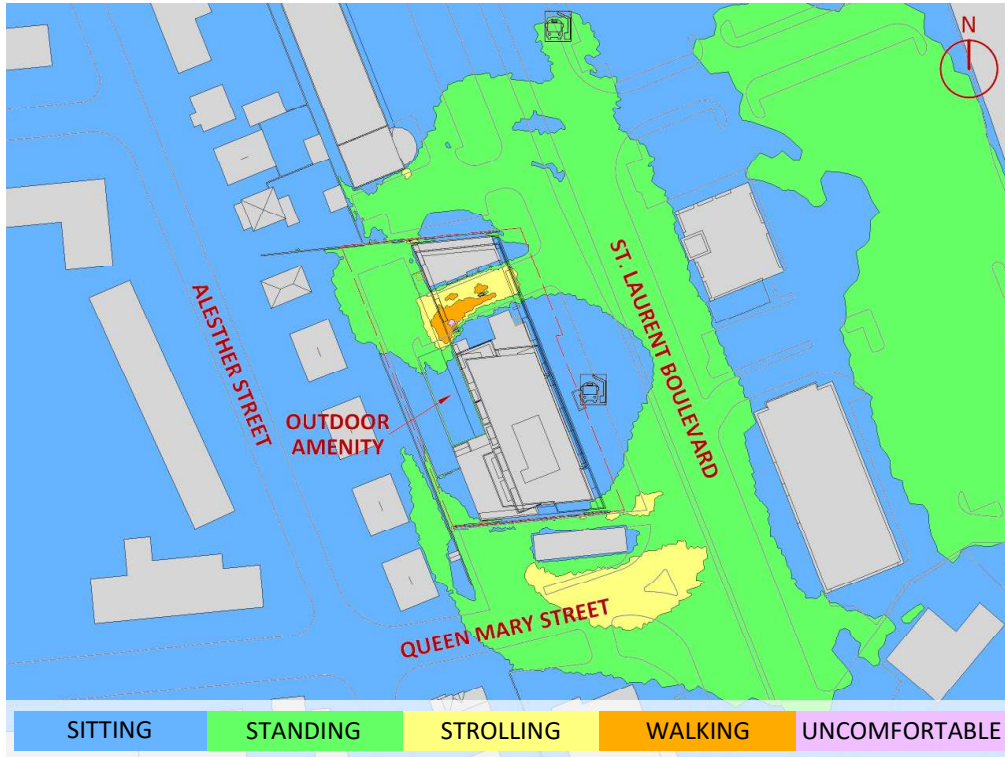 N
ST. LAURENT BOULEVARD
ALESTHER STREET
OUTDOOR
AMENITY
QUEEN MARY STREET
SITTING
STANDING
STROLLING
WALKING
UNCOMFORTABLE